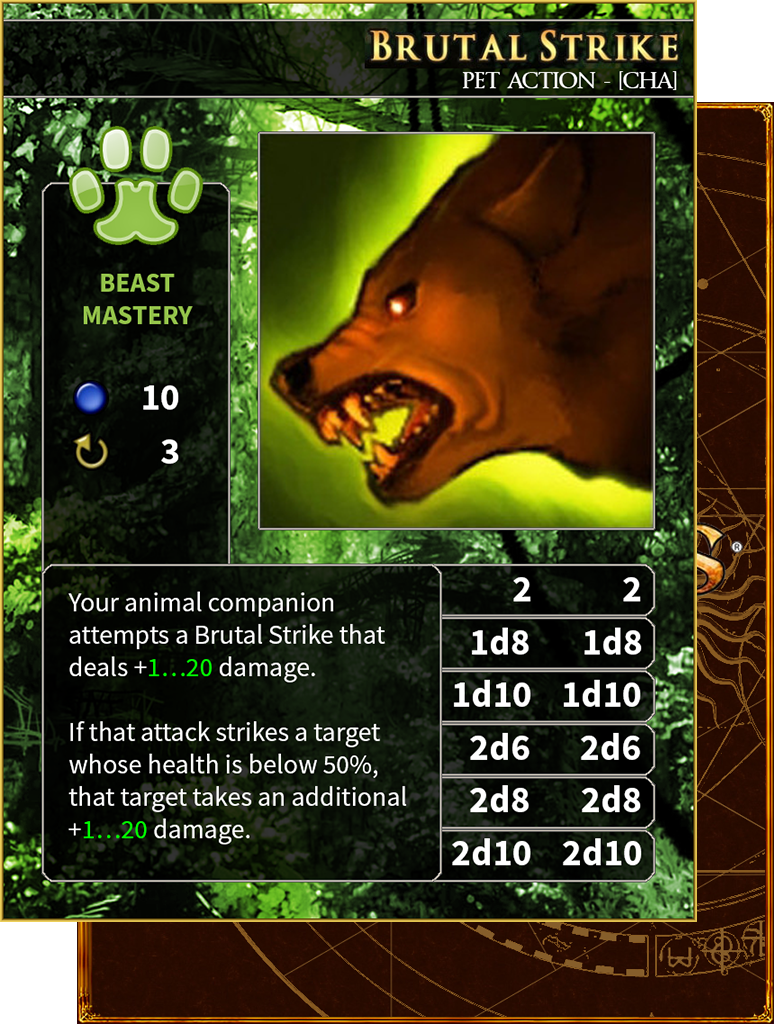 BRUTAL STRIKE
PET ACTION - [CHA]
BEAST
MASTERY
10
3
Your animal companion
attempts a Brutal Strike that
deals +1…20 damage.
If that attack strikes a target
whose health is below 50%,
that target takes an additional
+1…20 damage.
2 2
1d8 1d8
1d10 1d10
2d6 2d6
2d8 2d8
2d10 2d10
S®